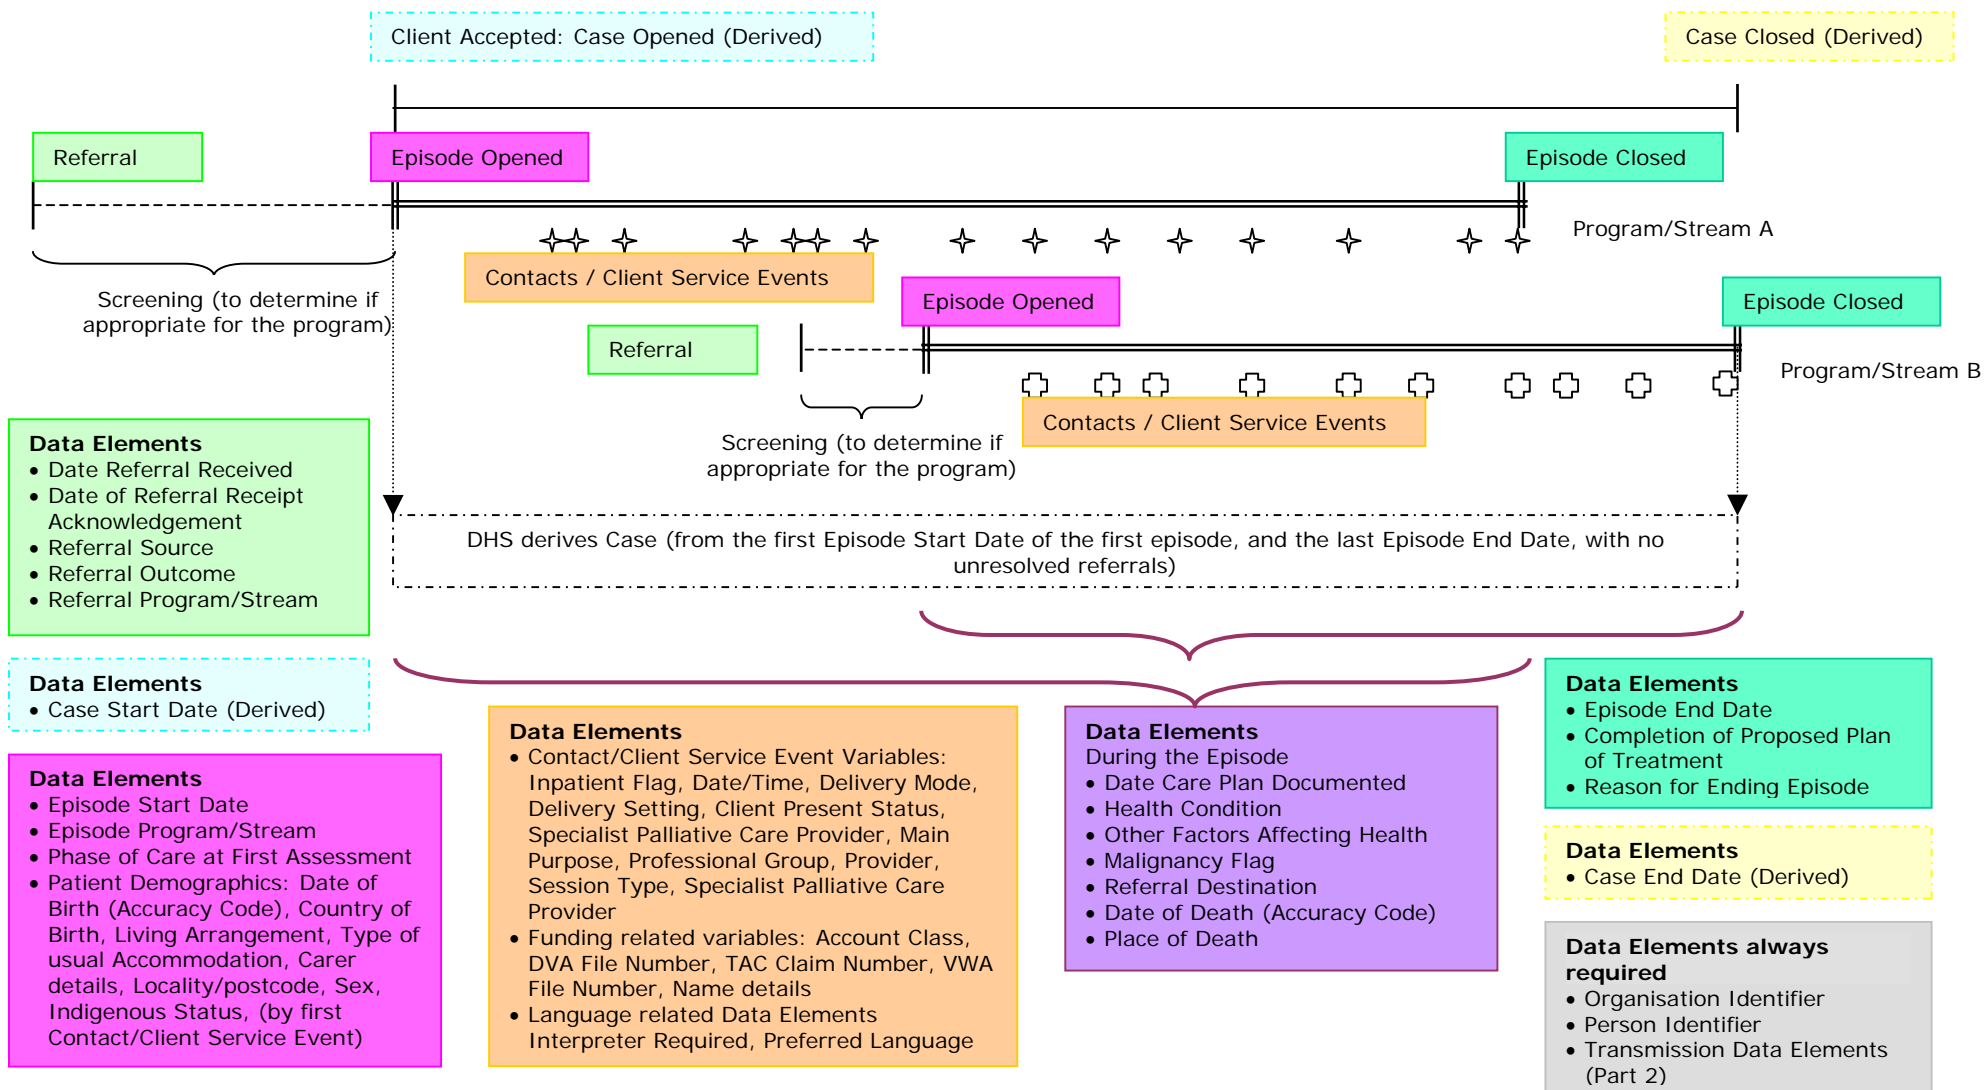 Client Accepted: Case Opened (Derived)
Case Closed (Derived)
Referral
Episode Opened
Episode Closed
Program/Stream A
Contacts / Client Service Events
Screening (to determine if
appropriate for the program)
Episode Opened
Episode Closed
Referral
Program/Stream B
Contacts / Client Service Events
Screening (to determine if
appropriate for the program)
Data Elements
• Date Referral Received
• Date of Referral Receipt
Acknowledgement
• Referral Source
• Referral Outcome
• Referral Program/Stream
DHS derives Case (from the first Episode Start Date of the first episode, and the last Episode End Date, with no
unresolved referrals)
Data Elements
• Case Start Date (Derived)
Data Elements
• Episode Start Date
• Episode Program/Stream
• Phase of Care at First Assessment
• Patient Demographics: Date of
Birth (Accuracy Code), Country of
Birth, Living Arrangement, Type of
usual Accommodation, Carer
details, Locality/postcode, Sex,
Indigenous Status, (by first
Contact/Client Service Event)
Data Elements
• Contact/Client Service Event Variables:
Inpatient Flag, Date/Time, Delivery Mode,
Delivery Setting, Client Present Status,
Specialist Palliative Care Provider, Main
Purpose, Professional Group, Provider,
Session Type, Specialist Palliative Care
Provider
• Funding related variables: Account Class,
DVA File Number, TAC Claim Number, VWA
File Number, Name details
• Language related Data Elements
Interpreter Required, Preferred Language
Data Elements
During the Episode
• Date Care Plan Documented
• Health Condition
• Other Factors Affecting Health
• Malignancy Flag
• Referral Destination
• Date of Death (Accuracy Code)
• Place of Death
Data Elements
• Episode End Date
• Completion of Proposed Plan
of Treatment
• Reason for Ending Episode
Data Elements
• Case End Date (Derived)
Data Elements always
required
• Organisation Identifier
• Person Identifier
• Transmission Data Elements
(Part 2)